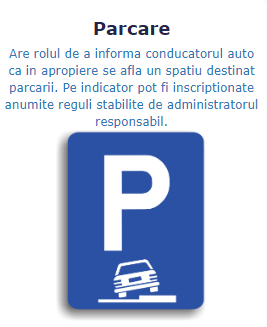 Parcare
Are rolul de a informa conducatorul auto
ca in apropiere se afla un spatiu destinat
parcarii. Pe indicator pot fi inscriptionate
anumite reguli stabilite de administratorul
responsabil.
P